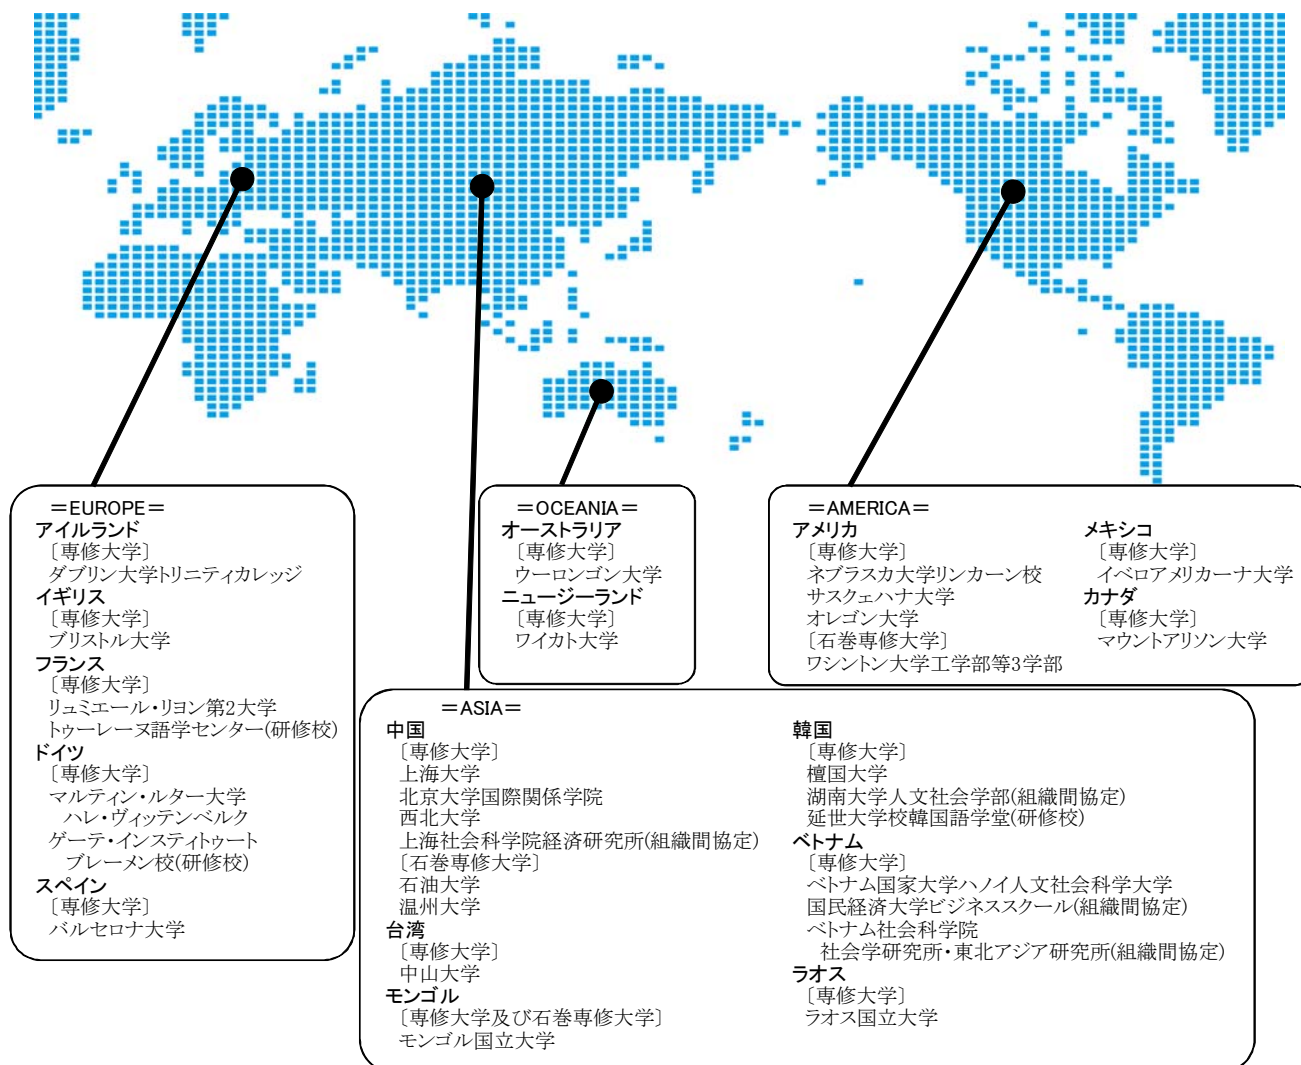 ＝EUROPE＝
アイルランド
〔専修大学〕
ダブリン大学トリニティカレッジ
イギリス
〔専修大学〕
ブリストル大学
フランス
〔専修大学〕
リュミエール・リヨン第2大学
トゥーレーヌ語学センター(研修校)
ドイツ
〔専修大学〕
マルティン・ルター大学
ハレ・ヴィッテンベルク
ゲーテ・インスティトゥート
ブレーメン校(研修校)
スペイン
〔専修大学〕
バルセロナ大学
＝OCEANIA＝
オーストラリア
〔専修大学〕
ウーロンゴン大学
ニュージーランド
〔専修大学〕
ワイカト大学
＝AMERICA＝
アメリカ
〔専修大学〕
ネブラスカ大学リンカーン校
サスクェハナ大学
オレゴン大学
〔石巻専修大学〕
ワシントン大学工学部等3学部
メキシコ
〔専修大学〕
イベロアメリカーナ大学
カナダ
〔専修大学〕
マウントアリソン大学
＝ASIA＝
中国
〔専修大学〕
上海大学
北京大学国際関係学院
西北大学
上海社会科学院経済研究所(組織間協定)
〔石巻専修大学〕
石油大学
温州大学
台湾
〔専修大学〕
中山大学
モンゴル
〔専修大学及び石巻専修大学〕
モンゴル国立大学
韓国
〔専修大学〕
檀国大学
湖南大学人文社会学部(組織間協定)
延世大学校韓国語学堂(研修校)
ベトナム
〔専修大学〕
ベトナム国家大学ハノイ人文社会科学大学
国民経済大学ビジネススクール(組織間協定)
ベトナム社会科学院
社会学研究所・東北アジア研究所(組織間協定)
ラオス
〔専修大学〕
ラオス国立大学